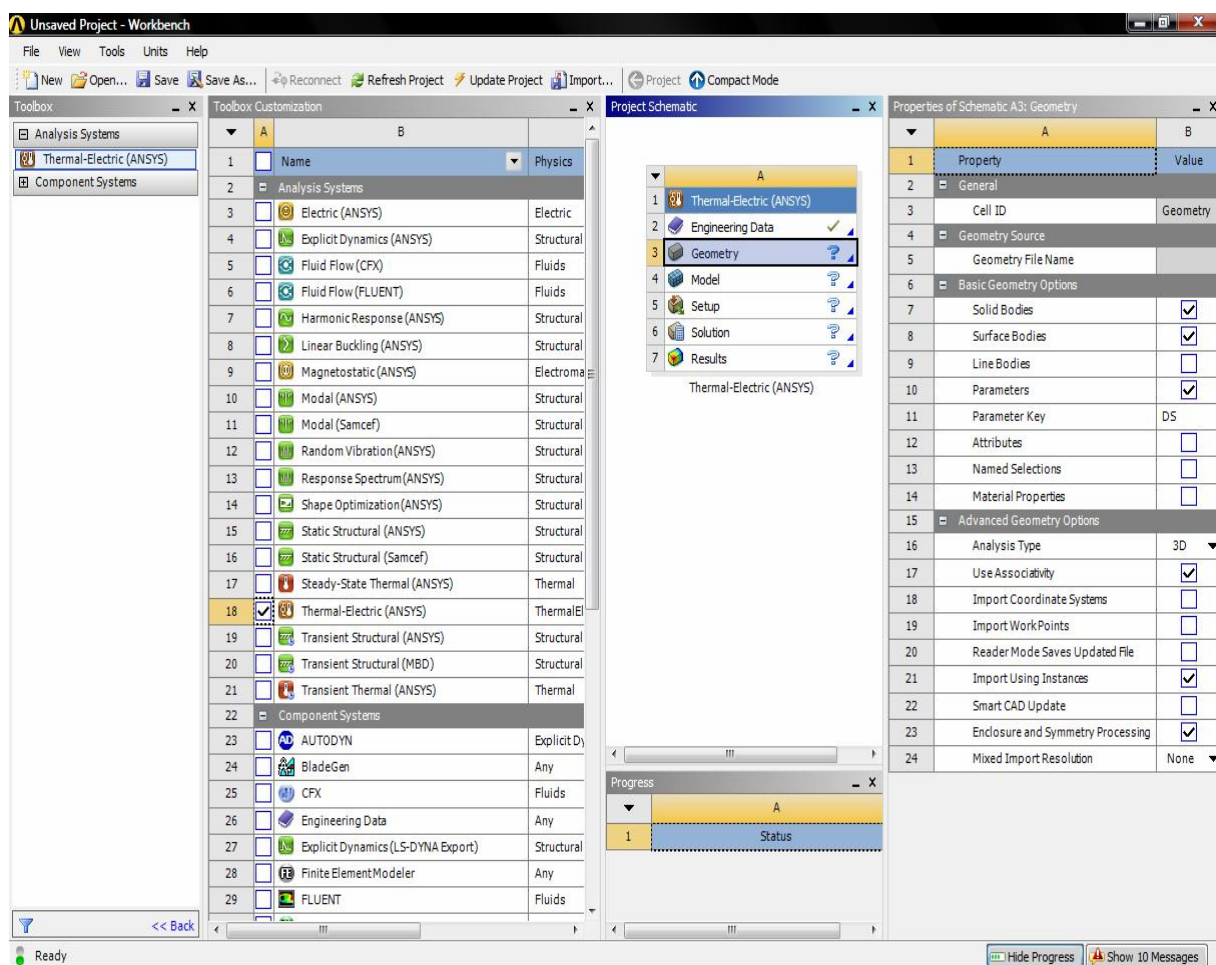 Unsaved Project - Workbench
File View Tools Units Help
New Open... Save Save As... Reconnect Refresh Project Update Project Import... Project Compact Mode
Toolbox
Analysis Systems
Thermal-Electric (ANSYS)
Component Systems
<< Back
Toolbox Customization
A B
1 Name Physics
2 Analysis Systems
3 Electric (ANSYS) Electric
4 Explicit Dynamics (ANSYS) Structural
5 Fluid Flow (CFX) Fluids
6 Fluid Flow (FLUENT) Fluids
7 Harmonic Response (ANSYS) Structural
8 Linear Buckling (ANSYS) Structural
9 Magnetostatic (ANSYS) Electroma
10 Modal (ANSYS) Structural
11 Modal (Samcef) Structural
12 Random Vibration (ANSYS) Structural
13 Response Spectrum (ANSYS) Structural
14 Shape Optimization (ANSYS) Structural
15 Static Structural (ANSYS) Structural
16 Static Structural (Samcef) Structural
17 Steady-State Thermal (ANSYS) Thermal
18 Thermal-Electric (ANSYS) ThermalEl
19 Transient Structural (ANSYS) Structural
20 Transient Structural (MBD) Structural
21 Transient Thermal (ANSYS) Thermal
22 Component Systems
23 AUTODYN Explicit Dy
24 BladeGen Any
25 CFX Fluids
26 Engineering Data Any
27 Explicit Dynamics (LS-DYNA Export) Structural
28 Finite Element Modeler Any
29 FLUENT Fluids
Project Schematic
A
1 Thermal-Electric (ANSYS)
2 Engineering Data
3 Geometry ?
4 Model ?
5 Setup ?
6 Solution ?
7 Results ?
Thermal-Electric (ANSYS)
Progress
A
1 Status
Properties of Schematic A3: Geometry
A B
1 Property Value
2 General
3 Cell ID Geometry
4 Geometry Source
5 Geometry File Name
6 Basic Geometry Options
7 Solid Bodies
8 Surface Bodies
9 Line Bodies
10 Parameters
11 Parameter Key DS
12 Attributes
13 Named Selections
14 Material Properties
15 Advanced Geometry Options
16 Analysis Type 3D
17 Use Associativity
18 Import Coordinate Systems
19 Import Work Points
20 Reader Mode Saves Updated File
21 Import Using Instances
22 Smart CAD Update
23 Enclosure and Symmetry Processing
24 Mixed Import Resolution None
Ready Hide Progress Show 10 Messages